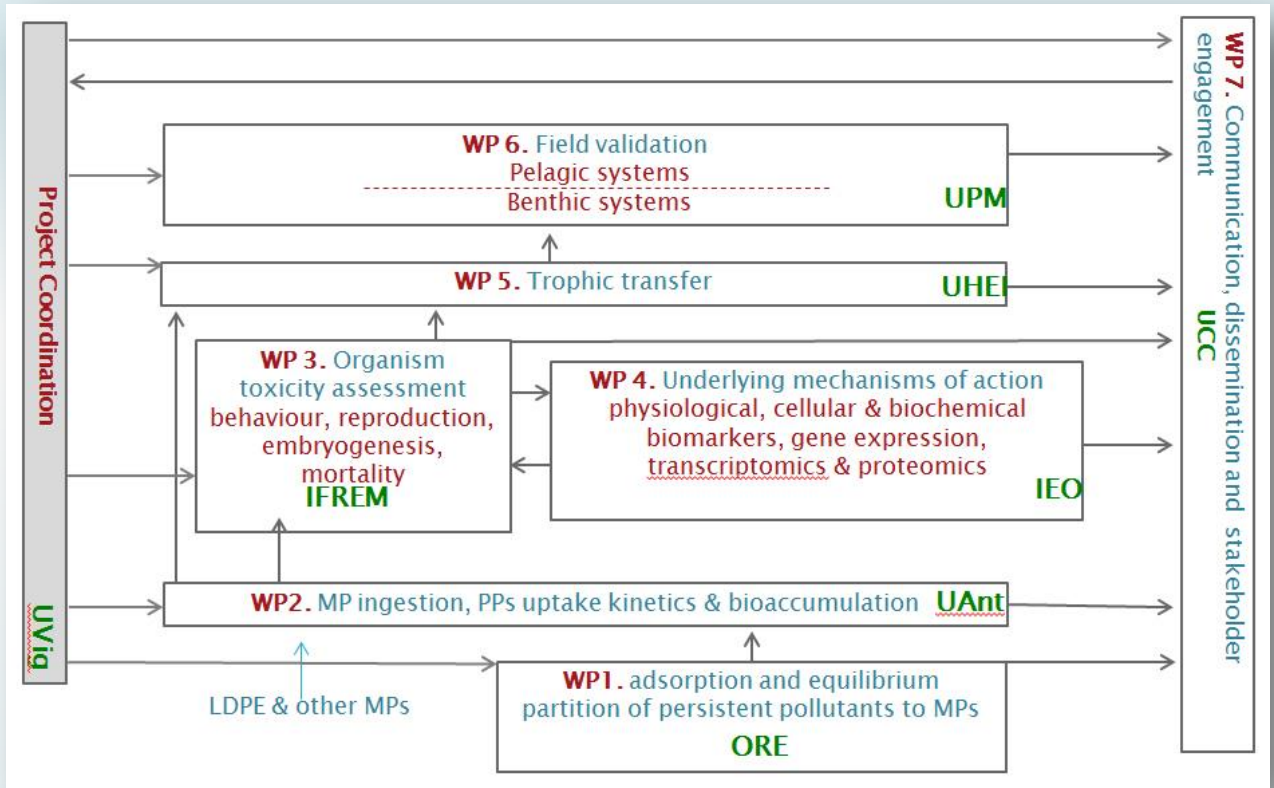 Project Coordination
UVig
WP 6. Field validation
Pelagic systems
Benthic systems
UPM
WP 5. Trophic transfer
UHEI
WP 3. Organism
toxicity assessment
behaviour, reproduction,
embryogenesis,
mortality
IFREM
WP 4. Underlying mechanisms of action
physiological, cellular & biochemical
biomarkers, gene expression,
transcriptomics & proteomics
IEO
WP2. MP ingestion, PPs uptake kinetics & bioaccumulation UAnt
LDPE & other MPs
WP1. adsorption and equilibrium
partition of persistent pollutants to MPs
ORE
WP 7. Communication, dissemination and stakeholder
engagement
UCC